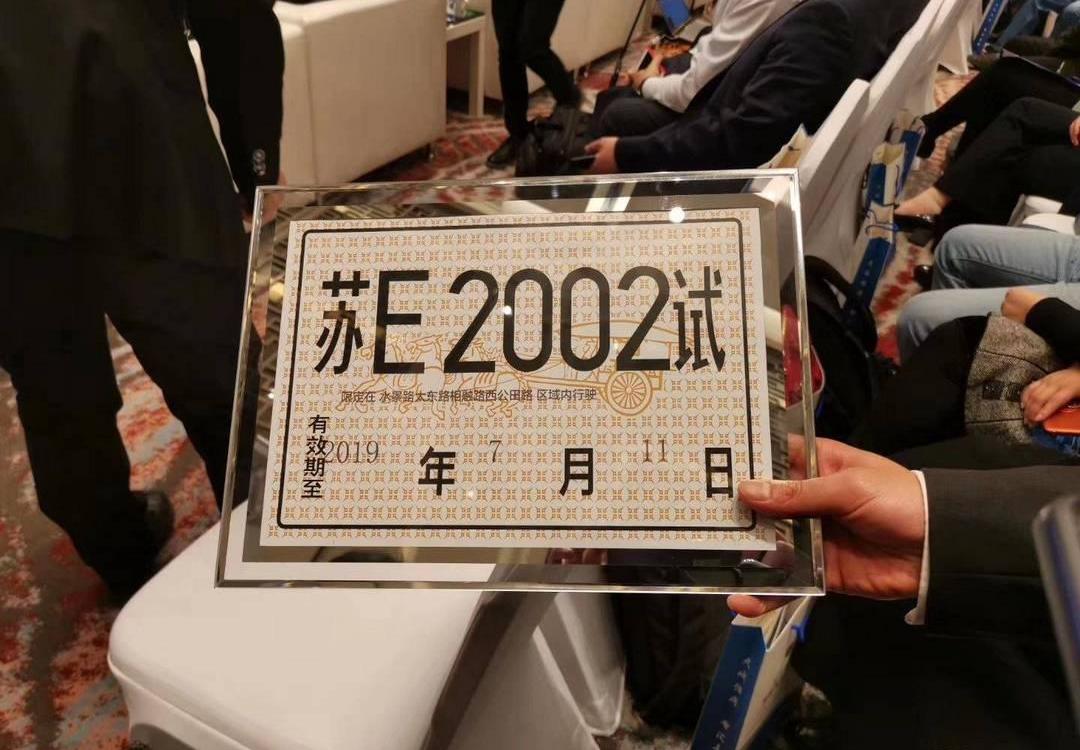 苏E2002试
限定在 水景路太东路相融路西公田路 区域内行驶
有效期至
2019 年 7 月 11 日